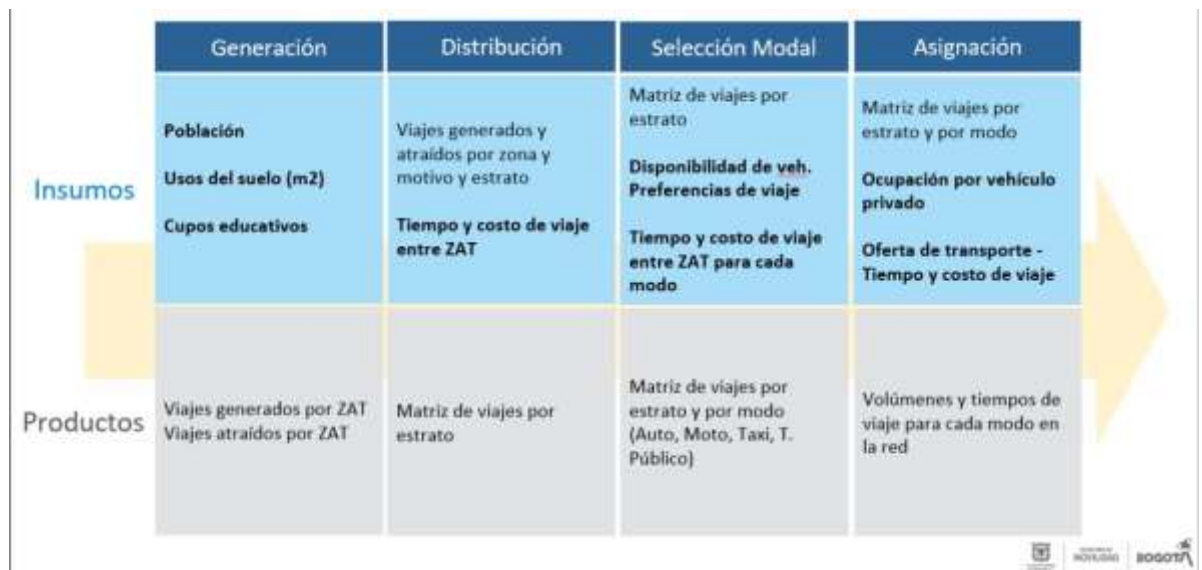 Generación
Distribución
Selección Modal
Asignación
Insumos
Población
Usos del suelo (m2)
Cupos educativos
Viajes generados y
atraídos por zona y
motivo y estrato
Tiempo y costo de viaje
entre ZAT
Matriz de viajes por
estrato
Disponibilidad de veh.
Preferencias de viaje
Tiempo y costo de viaje
entre ZAT para cada
modo
Matriz de viajes por
estrato y por modo
Ocupación por vehículo
privado
Oferta de transporte -
Tiempo y costo de viaje
Productos
Viajes generados por ZAT
Viajes atraídos por ZAT
Matriz de viajes por
estrato
Matriz de viajes por
estrato y por modo
(Auto, Moto, Taxi, T.
Público)
Volúmenes y tiempos de
viaje para cada modo en
la red
MOVILIDAD
BOGOTÁ